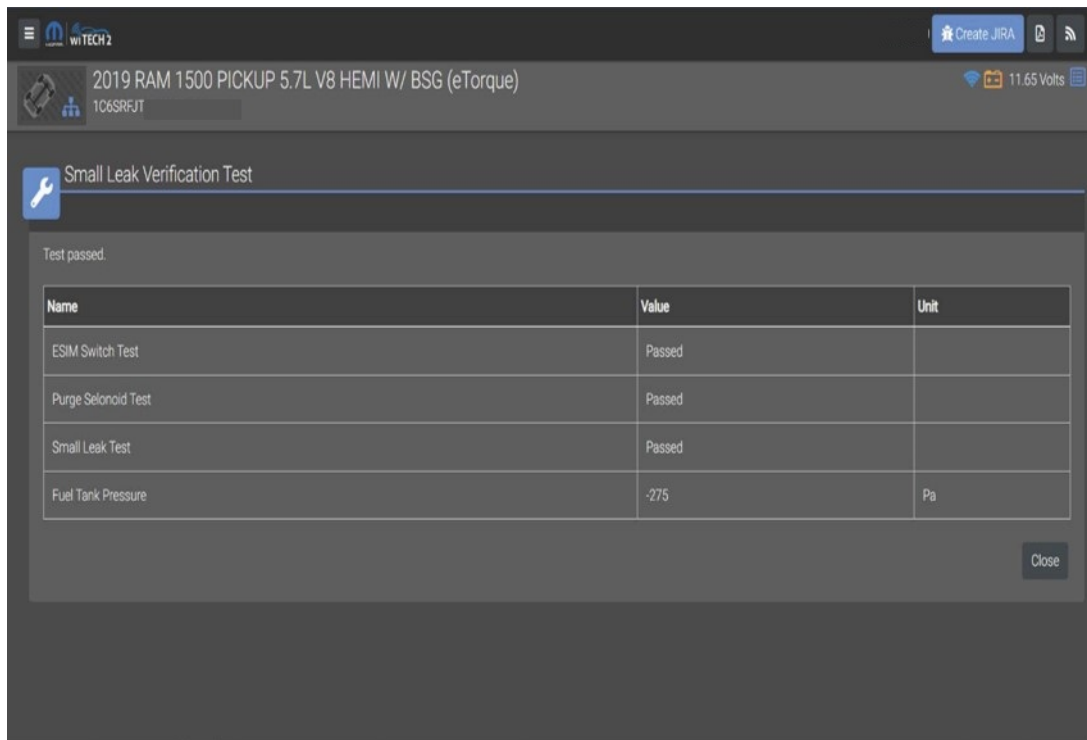 wiTECH 2
Create JIRA
2019 RAM 1500 PICKUP 5.7L V8 HEMI W/ BSG (eTorque)
1C6SRFJT
11.65 Volts
Small Leak Verification Test
Test passed.
Name Value Unit
ESIM Switch Test Passed
Purge Selonoid Test Passed
Small Leak Test Passed
Fuel Tank Pressure -275 Pa
Close